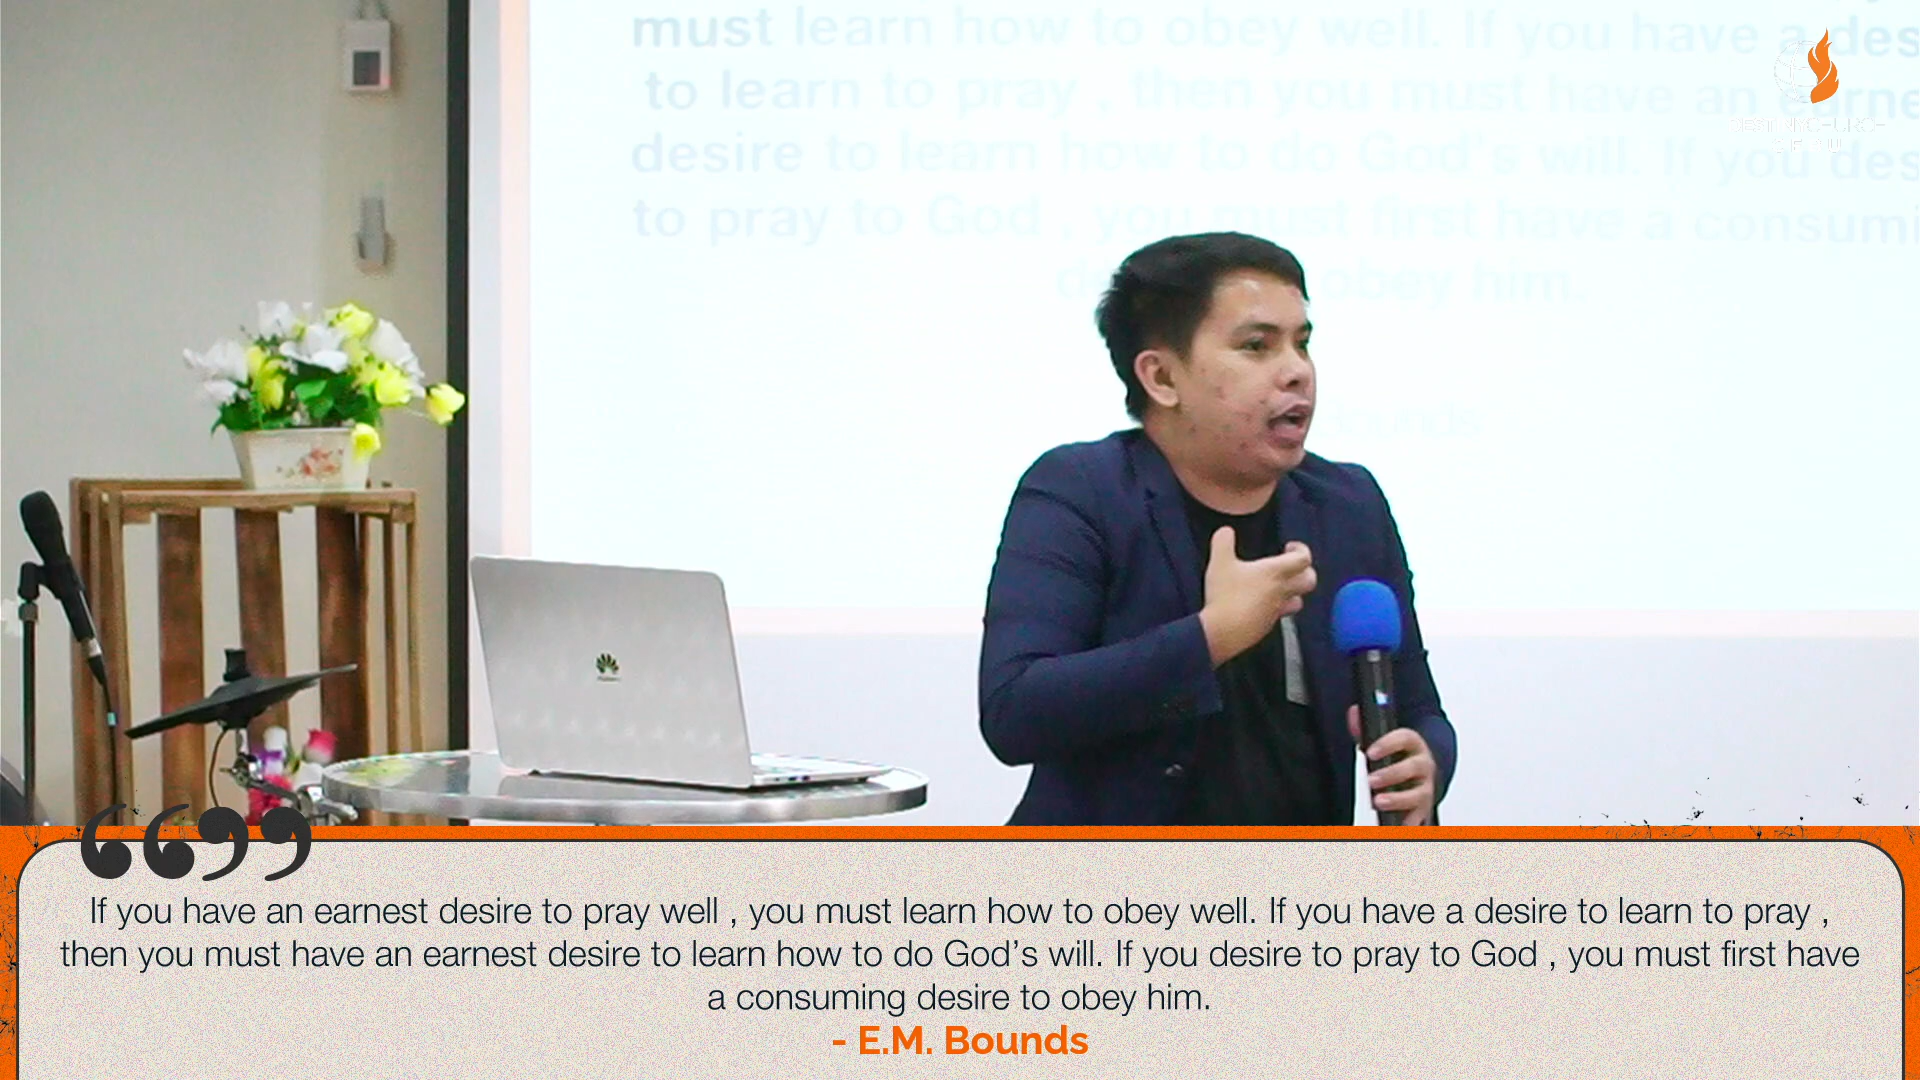 must learn how to obey well. If you have a des
to learn to pray , then you must have an earne
desire to learn how to do God's will. If you des
to pray to God , you must first have a consumi
obey him.
Bounds
If you have an earnest desire to pray well , you must learn how to obey well. If you have a desire to learn to pray ,
then you must have an earnest desire to learn how to do God’s will. If you desire to pray to God , you must first have
a consuming desire to obey him.
- E.M. Bounds